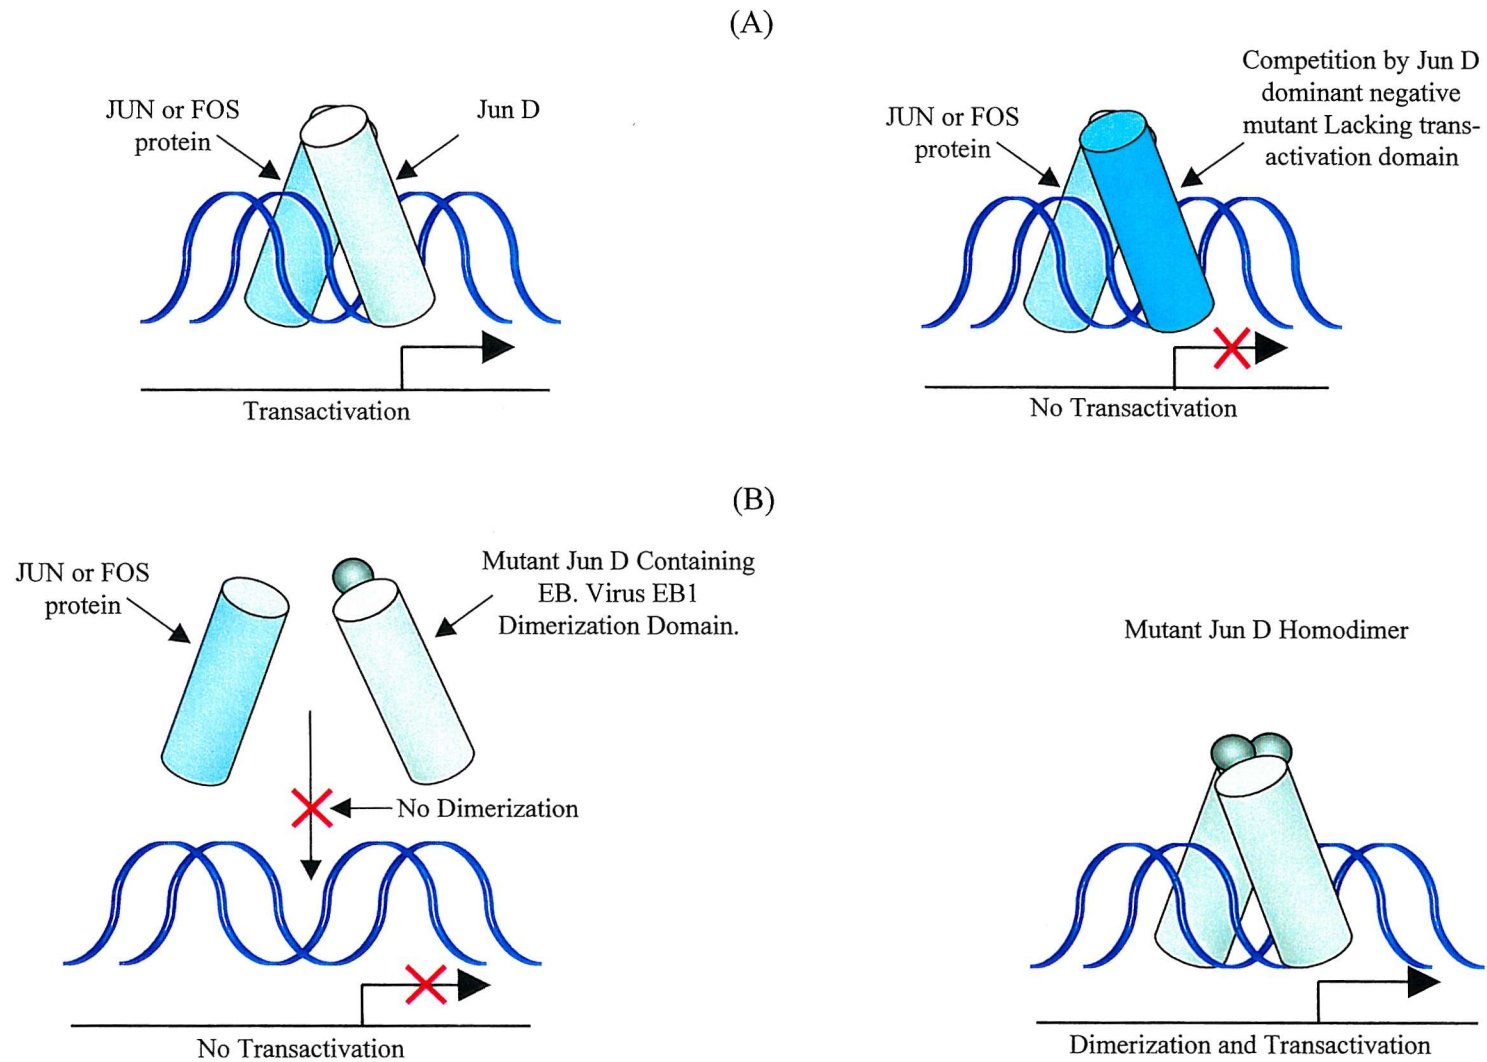 (A)
JUN or FOS
protein
Jun D
Transactivation
JUN or FOS
protein
Competition by Jun D
dominant negative
mutant Lacking trans-
activation domain
No Transactivation
(B)
JUN or FOS
protein
Mutant Jun D Containing
EB. Virus EB1
Dimerization Domain.
No Dimerization
No Transactivation
Mutant Jun D Homodimer
Dimerization and Transactivation